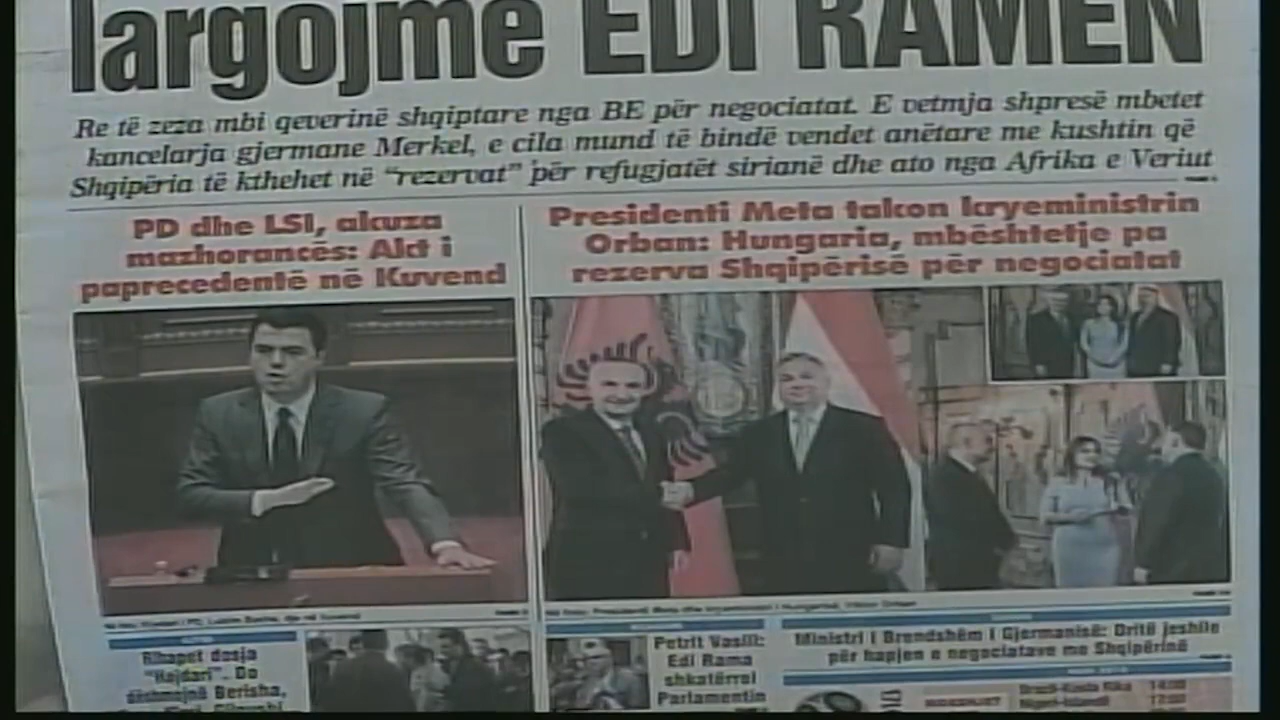 largojmë EDI RAMËN
Re të zeza mbi qeverinë shqiptare nga BE për negociatat. E vetmja shpresë mbetet
kancelarja gjermane Merkel, e cila mund të bindë vendet anëtare me kushtin që
Shqipëria të kthehet në “rezervat” për refugjatët sirianë dhe ato nga Afrika e Veriut
PD dhe LSI, akuza
mazhorancës: Akt i
paprecedentë në Kuvend
Presidenti Meta takon kryeministrin
Orban: Hungaria, mbështetje pa
rezerva Shqipërisë për negociatat
Rihapet dosja
"Hajdari". Do
dëshmojnë Berisha,
Petrit Vasili:
Edi Rama
shkatërroi
Parlamentin
Ministri i Brendshëm i Gjermanisë: Dritë jeshile
për hapjen e negociatave me Shqipërinë